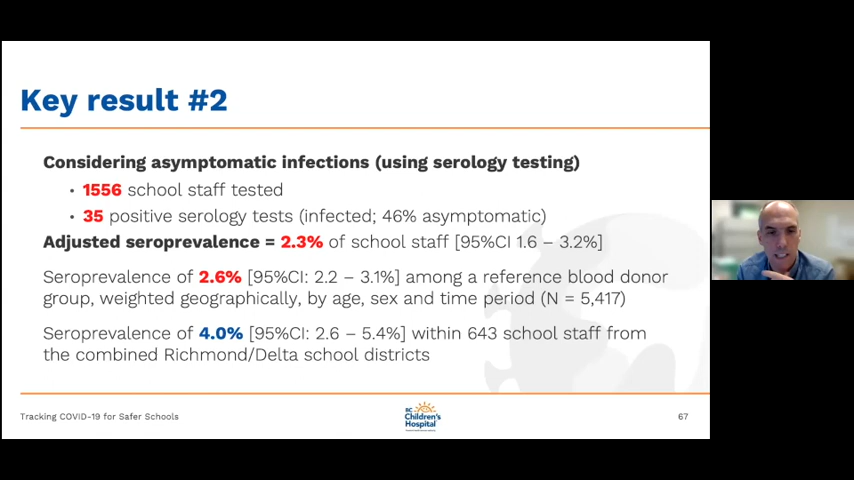 Key result #2
Considering asymptomatic infections (using serology testing)
• 1556 school staff tested
• 35 positive serology tests (infected; 46% asymptomatic)
Adjusted seroprevalence = 2.3% of school staff [95%CI 1.6 – 3.2%]
Seroprevalence of 2.6% [95%CI: 2.2 – 3.1%] among a reference blood donor
group, weighted geographically, by age, sex and time period (N = 5,417)
Seroprevalence of 4.0% [95%CI: 2.6 – 5.4%] within 643 school staff from
the combined Richmond/Delta school districts
Tracking COVID-19 for Safer Schools
BC
Children's
Hospital
67